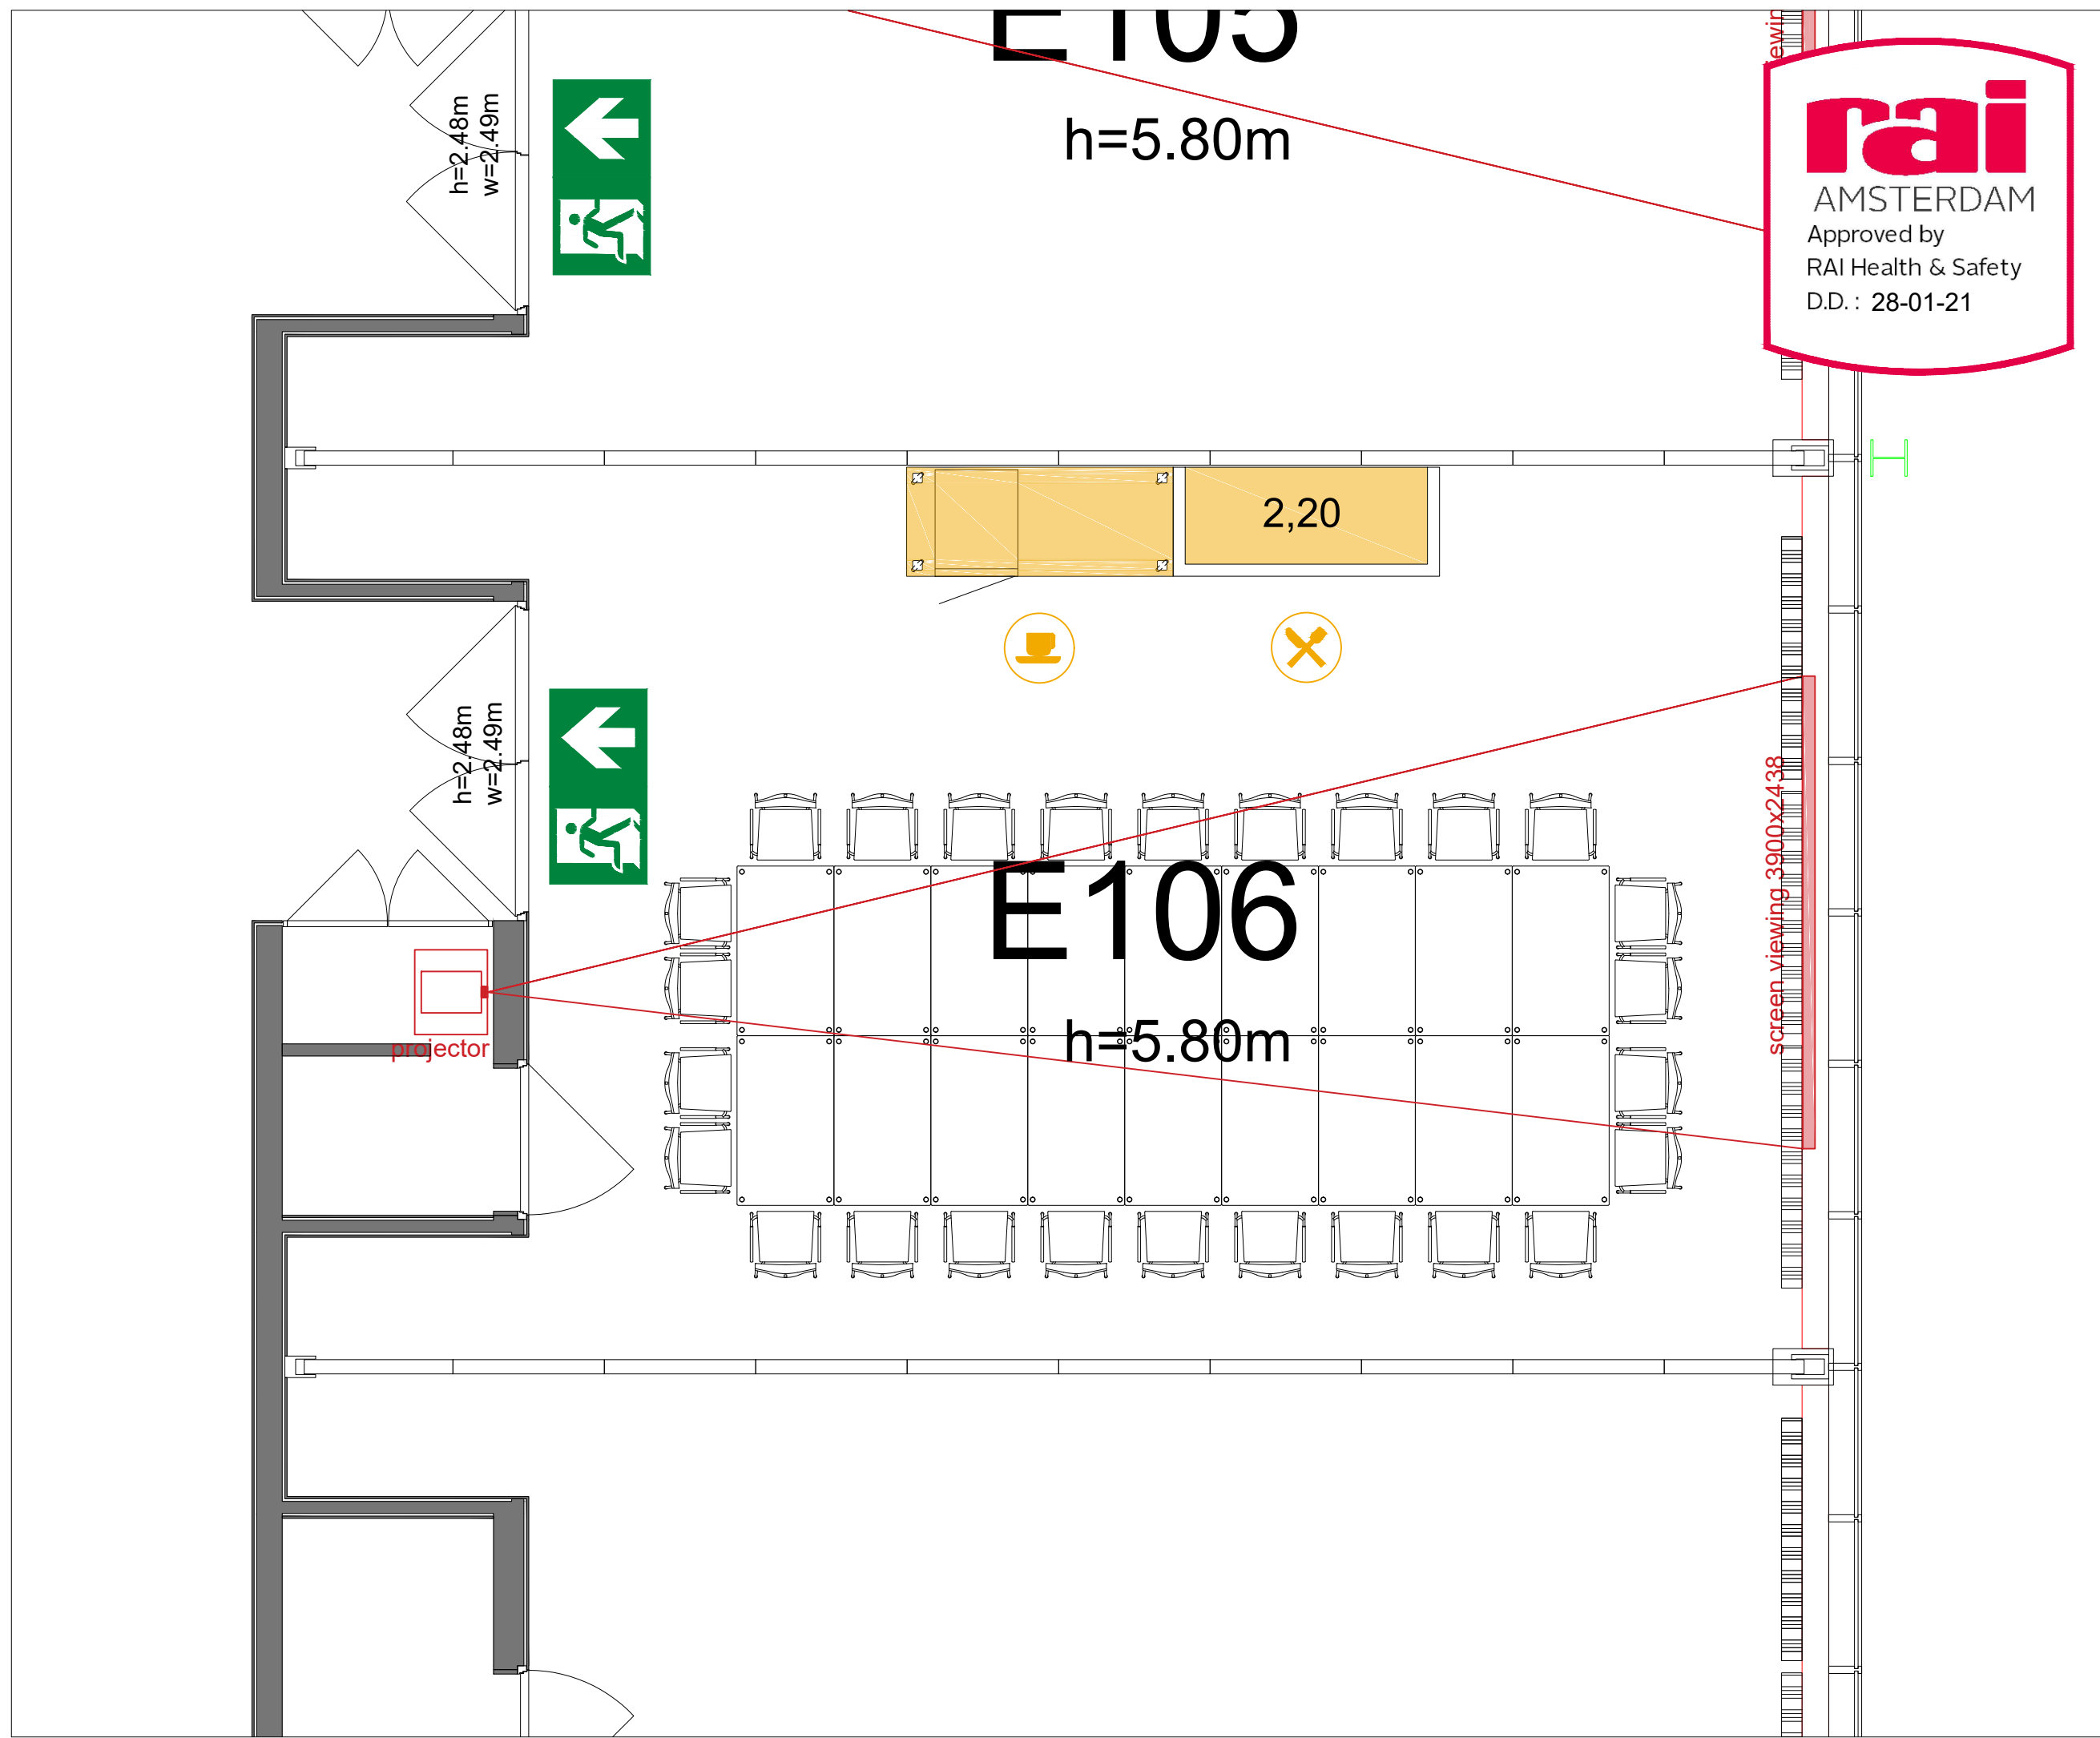 E105
h=5.80m
h=2.48m
w=2.49m
rai
AMSTERDAM
Approved by
RAI Health & Safety
D.D. : 28-01-21
2,20
h=2.48m
w=2.49m
E106
h=5.80m
screen viewing 3900x2438
projector